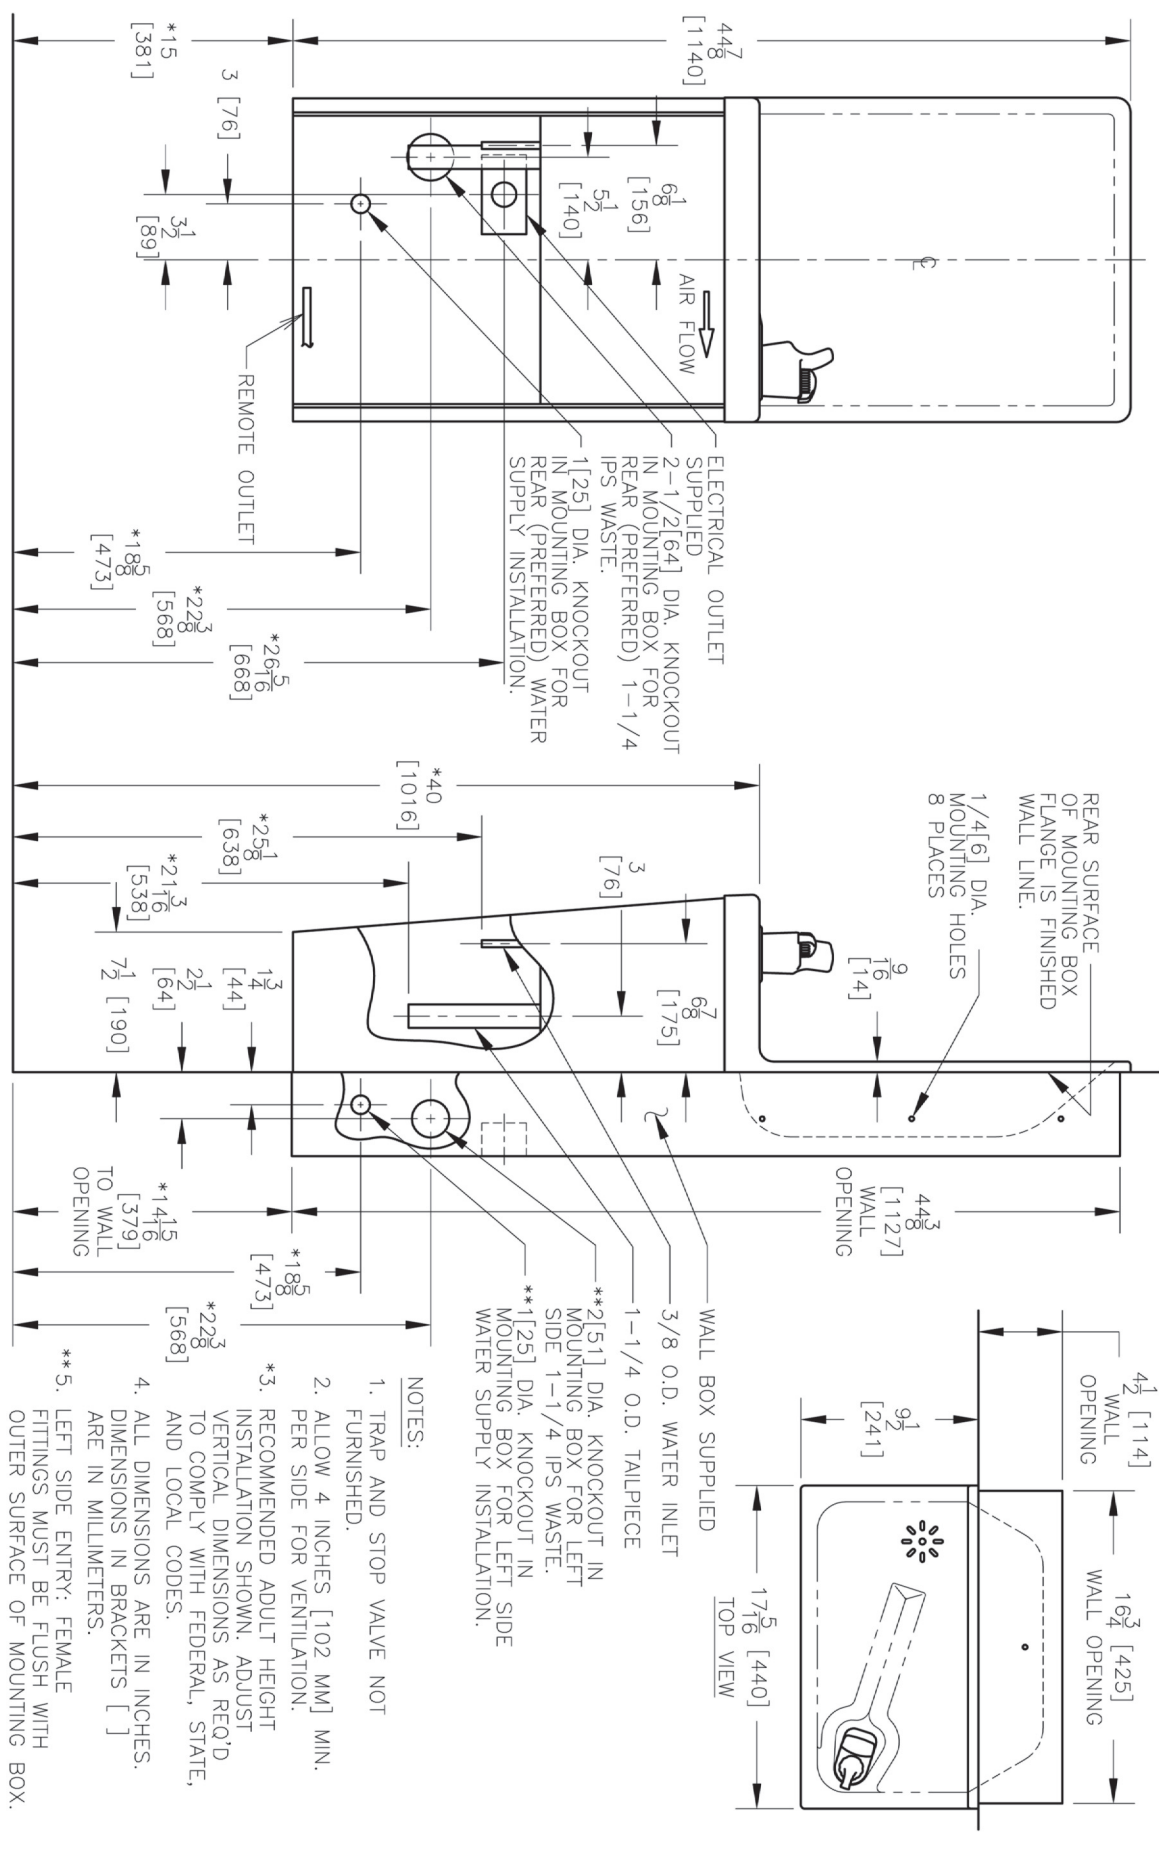 44 7/8
[1140]
*15
[381]
3 [76]
3 1/2
[89]
6 1/8
[156]
5 1/2
[140]
AIR FLOW
℄
REMOTE OUTLET
ELECTRICAL OUTLET
SUPPLIED
2-1/2[64] DIA. KNOCKOUT
IN MOUNTING BOX FOR
REAR (PREFERRED) 1-1/4
IPS WASTE.
1[25] DIA. KNOCKOUT
IN MOUNTING BOX FOR
REAR (PREFERRED) WATER
SUPPLY INSTALLATION.
*18 5/8
[473]
*22 3/8
[568]
*26 5/16
[668]
REAR SURFACE
OF MOUNTING BOX
FLANGE IS FINISHED
WALL LINE.
1/4[6] DIA.
MOUNTING HOLES
8 PLACES
*40
[1016]
*25 1/8
[638]
*21 3/16
[538]
3
[76]
9/16
[14]
6 7/8
[175]
1 3/4
[44]
2 1/2
[64]
7 1/2 [190]
44 3/8
[1127]
WALL
OPENING
*14 15/16
[379]
TO WALL
OPENING
*18 5/8
[473]
*22 3/8
[568]
WALL BOX SUPPLIED
3/8 O.D. WATER INLET
1-1/4 O.D. TAILPIECE
**2[51] DIA. KNOCKOUT IN
MOUNTING BOX FOR LEFT
SIDE 1-1/4 IPS WASTE.
**1[25] DIA. KNOCKOUT IN
MOUNTING BOX FOR LEFT SIDE
WATER SUPPLY INSTALLATION.
4 1/2 [114]
WALL
OPENING
16 3/4 [425]
WALL OPENING
9 1/2
[241]
17 5/16 [440]
TOP VIEW
NOTES:
1. TRAP AND STOP VALVE NOT
FURNISHED.
2. ALLOW 4 INCHES [102 MM] MIN.
PER SIDE FOR VENTILATION.
*3. RECOMMENDED ADULT HEIGHT
INSTALLATION SHOWN. ADJUST
VERTICAL DIMENSIONS AS REQ'D
TO COMPLY WITH FEDERAL, STATE,
AND LOCAL CODES.
4. ALL DIMENSIONS ARE IN INCHES.
DIMENSIONS IN BRACKETS [ ]
ARE IN MILLIMETERS.
**5. LEFT SIDE ENTRY: FEMALE
FITTINGS MUST BE FLUSH WITH
OUTER SURFACE OF MOUNTING BOX.